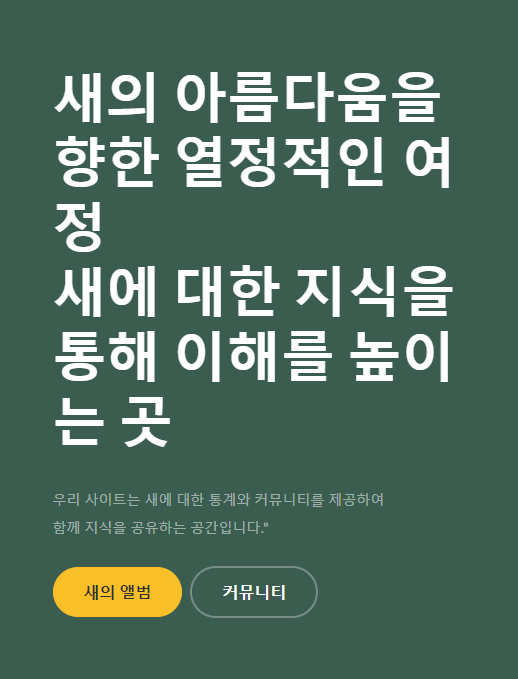 새의 아름다움을
향한 열정적인 여
정
새에 대한 지식을
통해 이해를 높이
는 곳
우리 사이트는 새에 대한 통계와 커뮤니티를 제공하여
함께 지식을 공유하는 공간입니다."
새의 앨범 커뮤니티